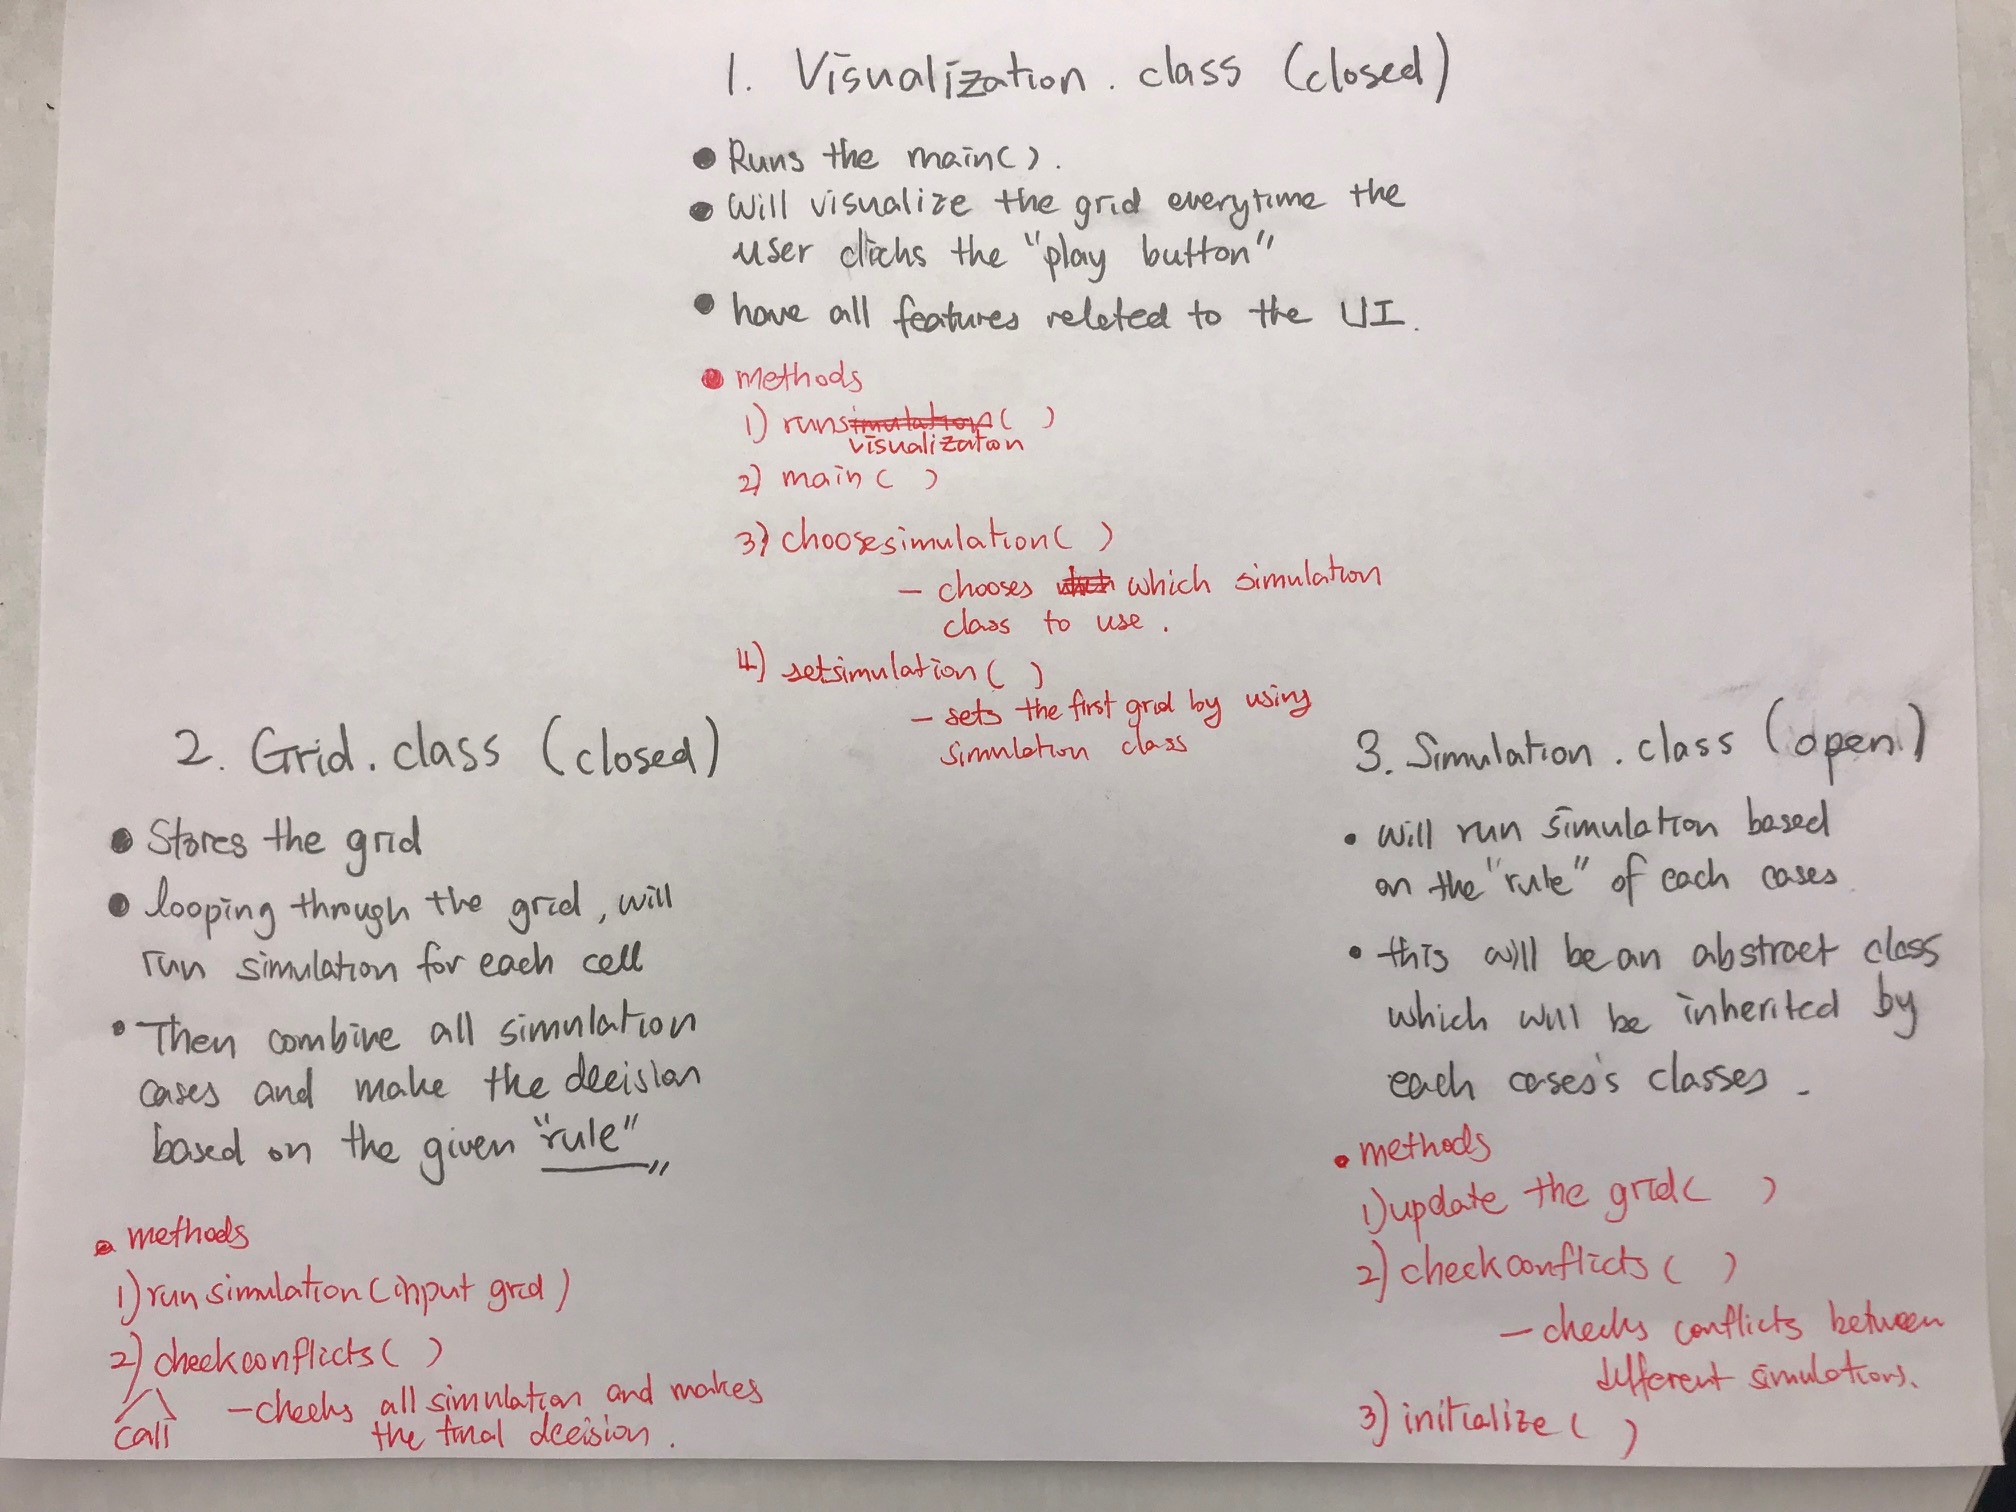 1. Visualization.class (closed)
● Runs the main().
● Will visualize the grid everytime the
user clicks the "play button"
● have all features releted to the UI.
● methods
1) runsimulation( )
visualization
2) main( )
3) choosesimulation( )
– chooses which simulation
class to use.
4) setsimulation( )
– sets the first grid by using
simulation class
2. Grid.class (closed)
● Stores the grid
● looping through the grid, will
run simulation for each cell
• Then combine all simulation
cases and make the decision
based on the given "rule"
• methods
1) run simulation (input grid)
2) checkconflicts( )
call
– checks all simulation and makes
the final decision.
3. Simulation.class (open)
• will run simulation based
on the "rule" of each cases.
• this will be an abstract class
which will be inherited by
each cases's classes.
• methods
1) update the grid( )
2) checkconflicts( )
– checks conflicts between
different simulations.
3) initialize( )